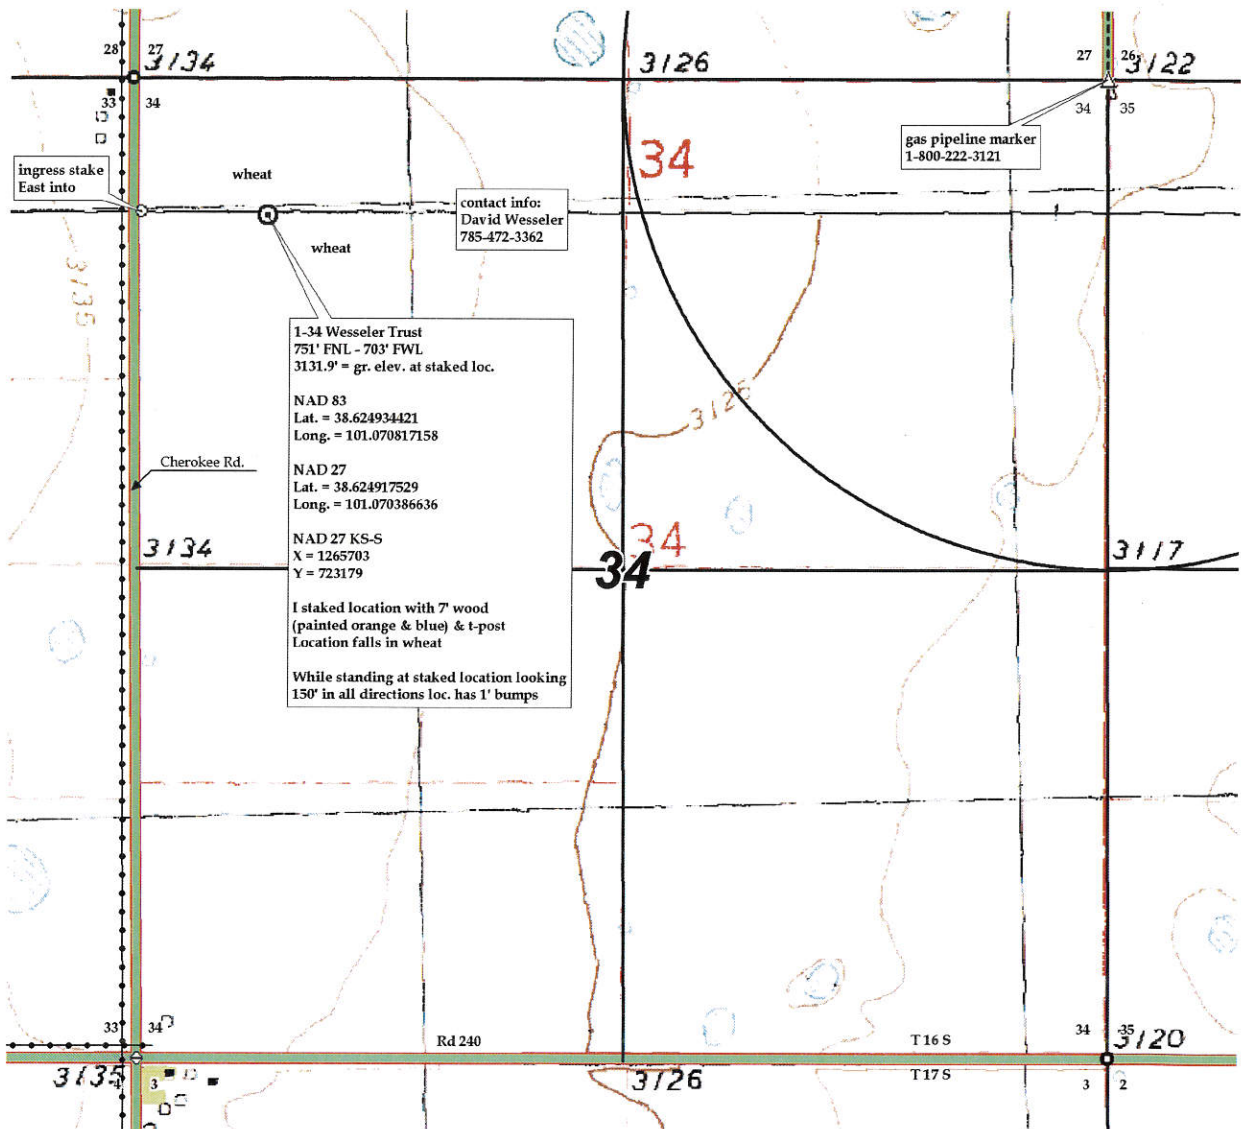 28 27
3134
3126
27 26
3122
33 34
34 35
gas pipeline marker
1-800-222-3121
34
ingress stake
East into
wheat
contact info:
David Wesseler
785-472-3362
wheat
3135
1-34 Wesseler Trust
751' FNL - 703' FWL
3131.9' = gr. elev. at staked loc.
NAD 83
Lat. = 38.624934421
Long. = 101.070817158
NAD 27
Lat. = 38.624917529
Long. = 101.070386636
NAD 27 KS-S
X = 1265703
Y = 723179
I staked location with 7' wood
(painted orange & blue) & t-post
Location falls in wheat
While standing at staked location looking
150' in all directions loc. has 1' bumps
3125
Cherokee Rd.
3134
34
34
3117
33 34
Rd 240
T 16 S
34 35
3120
3135
4 3
3126
T 17 S
3 2